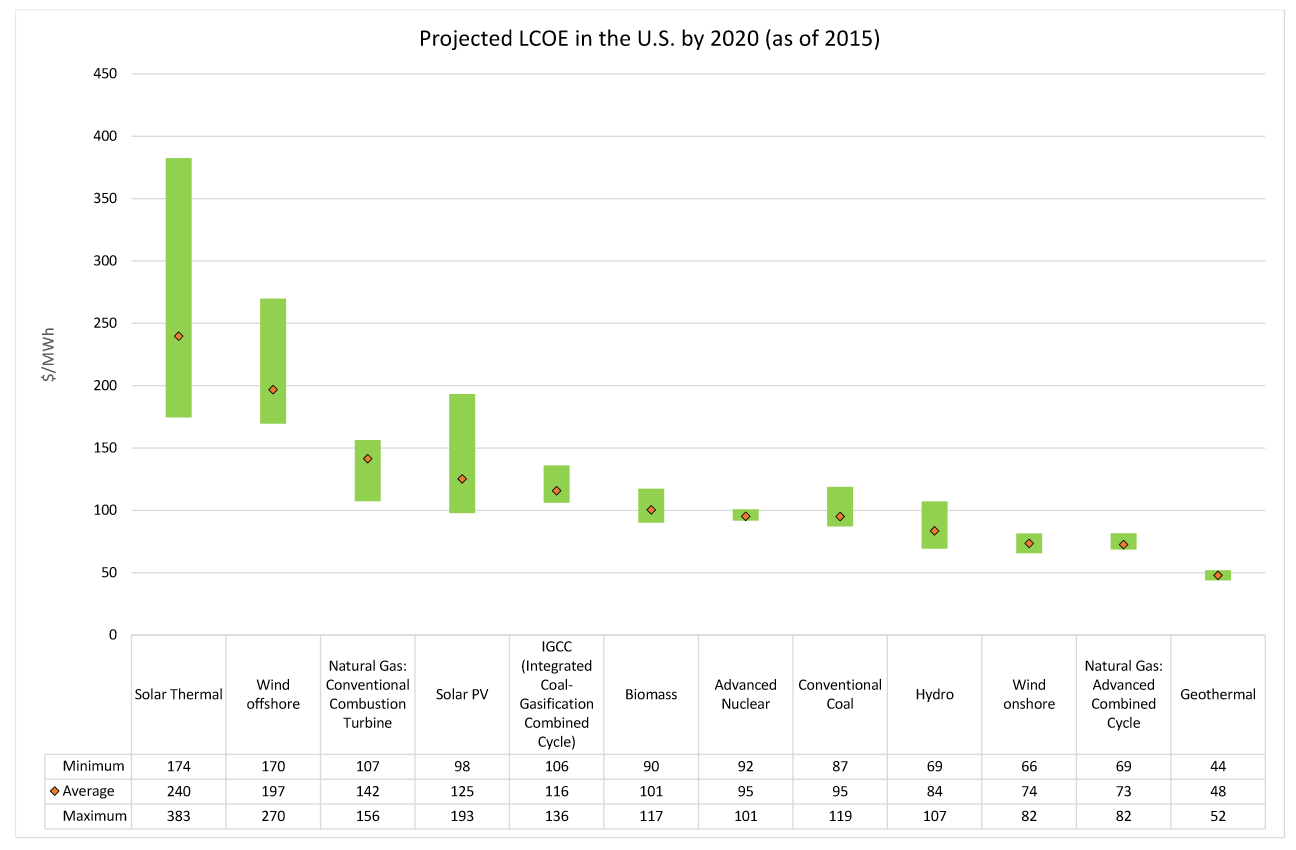 Projected LCOE in the U.S. by 2020 (as of 2015)
450
400
350
300
250
200
150
100
50
0
$/MWh
Solar Thermal
Wind
offshore
Natural Gas:
Conventional
Combustion
Turbine
Solar PV
IGCC
(Integrated
Coal-
Gasification
Combined
Cycle)
Biomass
Advanced
Nuclear
Conventional
Coal
Hydro
Wind
onshore
Natural Gas:
Advanced
Combined
Cycle
Geothermal
Minimum 174 170 107 98 106 90 92 87 69 66 69 44
Average 240 197 142 125 116 101 95 95 84 74 73 48
Maximum 383 270 156 193 136 117 101 119 107 82 82 52